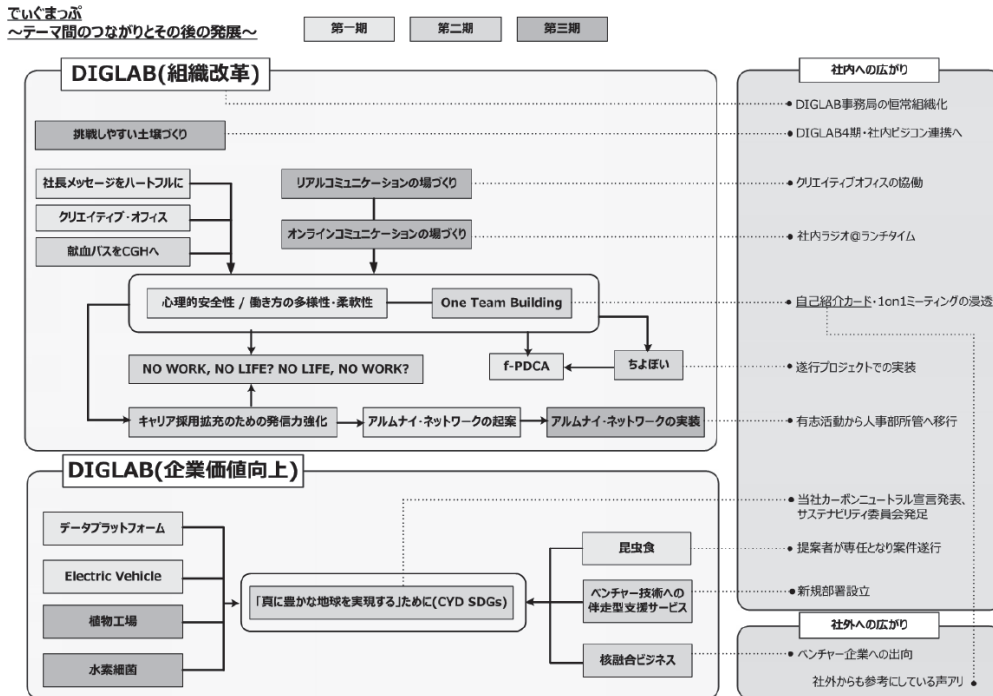 でぃぐまっぷ
～テーマ間のつながりとその後の発展～
第一期
第二期
第三期
DIGLAB(組織改革)
挑戦しやすい土壌づくり
社長メッセージをハートフルに
クリエイティブ・オフィス
献血バスをCGHへ
リアルコミュニケーションの場づくり
オンラインコミュニケーションの場づくり
心理的安全性 / 働き方の多様性・柔軟性
One Team Building
NO WORK, NO LIFE? NO LIFE, NO WORK?
f-PDCA
ちよぼい
キャリア採用拡充のための発信力強化
アルムナイ・ネットワークの起案
アルムナイ・ネットワークの実装
DIGLAB(企業価値向上)
データプラットフォーム
Electric Vehicle
植物工場
水素細菌
「真に豊かな地球を実現する」ために(CYD SDGs)
昆虫食
ベンチャー技術への
伴走型支援サービス
核融合ビジネス
社内への広がり
・DIGLAB事務局の恒常組織化
・DIGLAB4期・社内ビジコン連携へ
・クリエイティブオフィスの協働
・社内ラジオ@ランチタイム
・自己紹介カード・1on1ミーティングの浸透
・遂行プロジェクトでの実装
・有志活動から人事部所管へ移行
・当社カーボンニュートラル宣言発表、
サステナビリティ委員会発足
・提案者が専任となり案件遂行
・新規部署設立
社外への広がり
・ベンチャー企業への出向
社外からも参考にしている声アリ